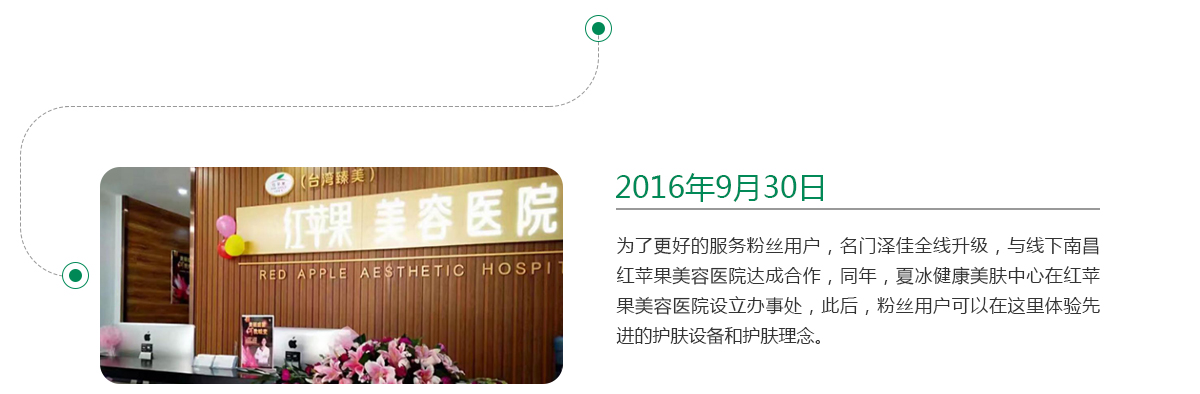 (台湾臻美)
红苹果 美容医院
RED APPLE AESTHETIC HOSPIT
2016年9月30日
为了更好的服务粉丝用户，名门泽佳全线升级，与线下南昌
红苹果美容医院达成合作，同年，夏冰健康美肤中心在红苹
果美容医院设立办事处，此后，粉丝用户可以在这里体验先
进的护肤设备和护肤理念。